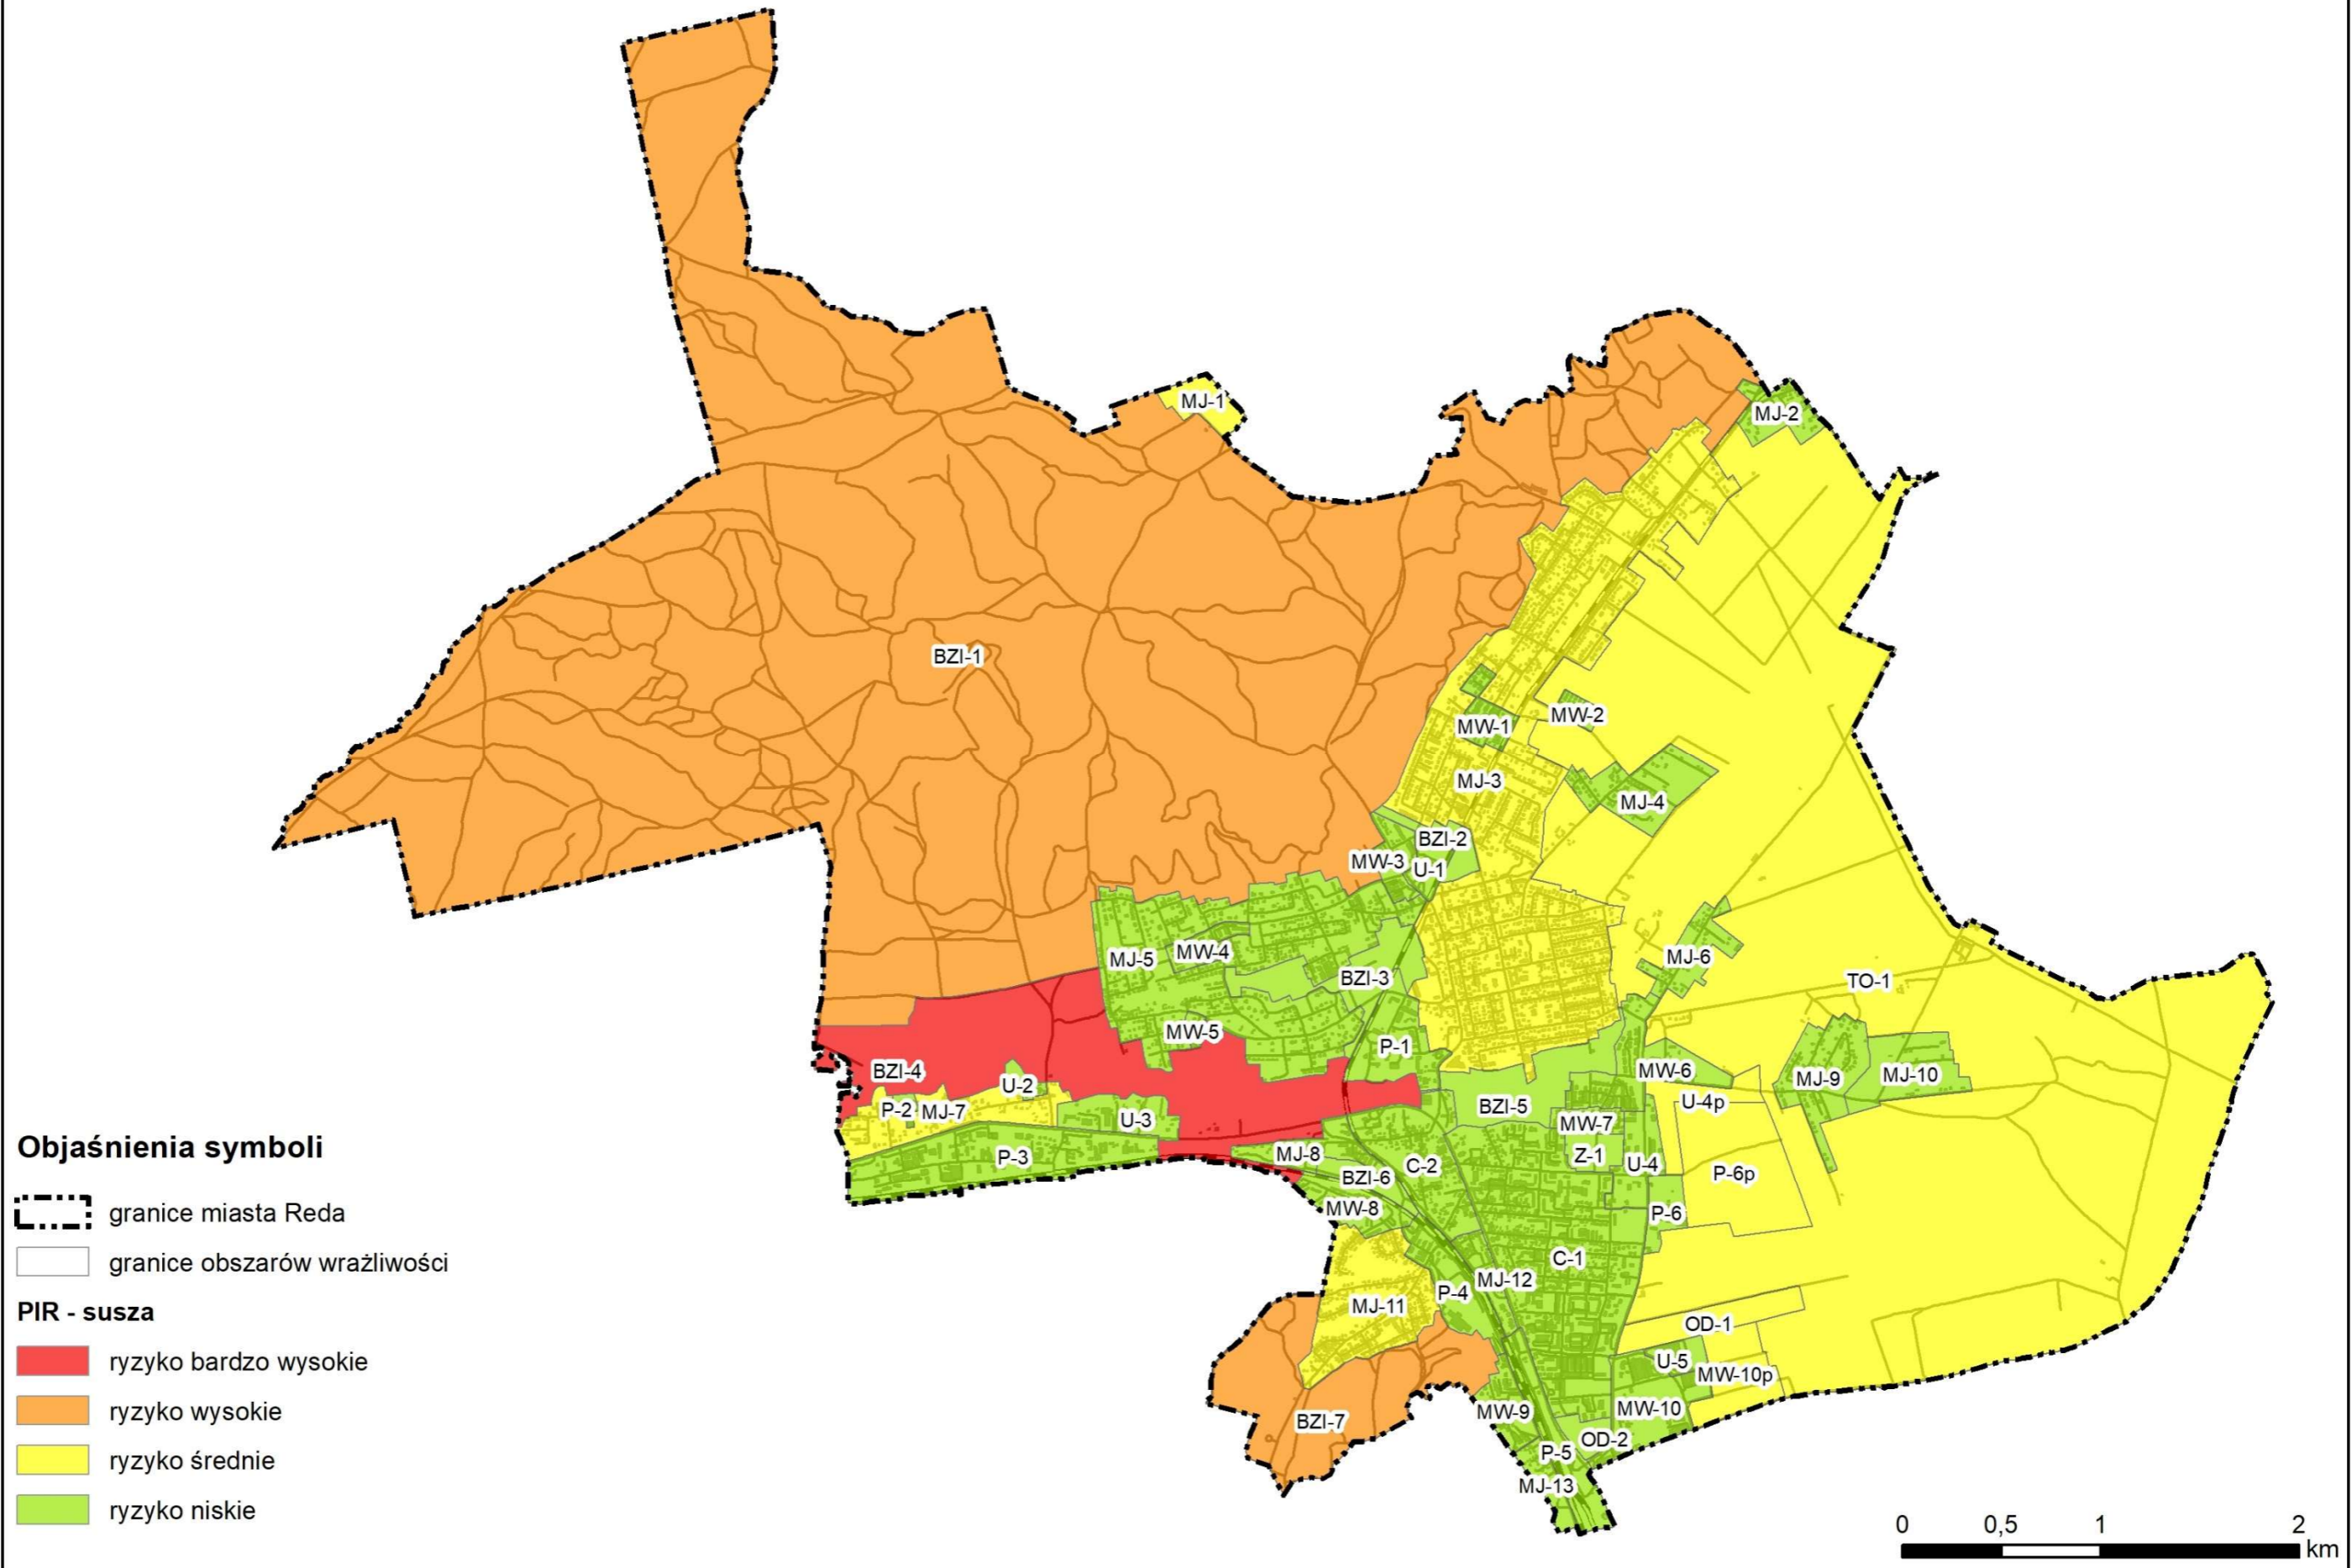 MJ-1
MJ-2
BZI-1
MW-1
MW-2
MJ-3
MJ-4
BZI-2
MW-3
U-1
MJ-5
MW-4
BZI-3
MJ-6
TO-1
MW-5
P-1
BZI-4
U-2
MW-6
MJ-9
MJ-10
P-2
MJ-7
U-3
BZI-5
U-4p
MW-7
P-3
MJ-8
C-2
Z-1
U-4
P-6p
BZI-6
MW-8
P-6
C-1
MJ-12
P-4
MJ-11
OD-1
U-5
MW-10p
BZI-7
MW-9
MW-10
OD-2
P-5
MJ-13
Objaśnienia symboli
granice miasta Reda
granice obszarów wrażliwości
PIR - susza
ryzyko bardzo wysokie
ryzyko wysokie
ryzyko średnie
ryzyko niskie
0 0,5 1 2
km